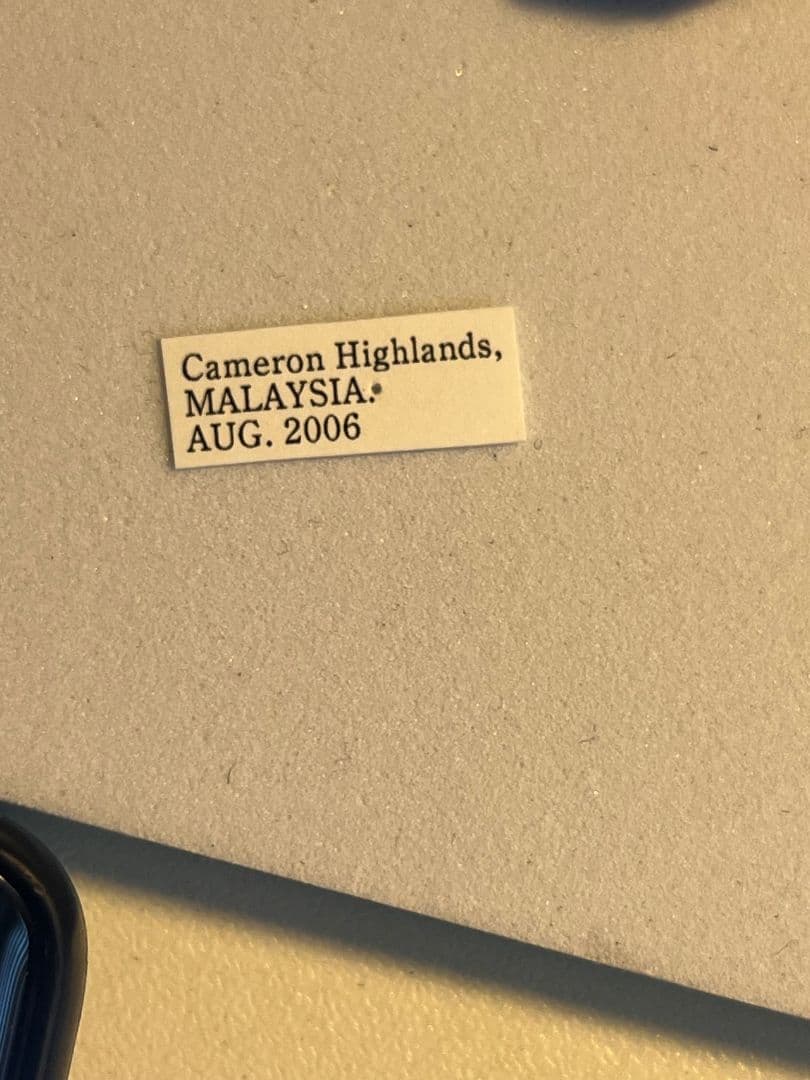 Cameron Highlands,
MALAYSIA.
AUG. 2006